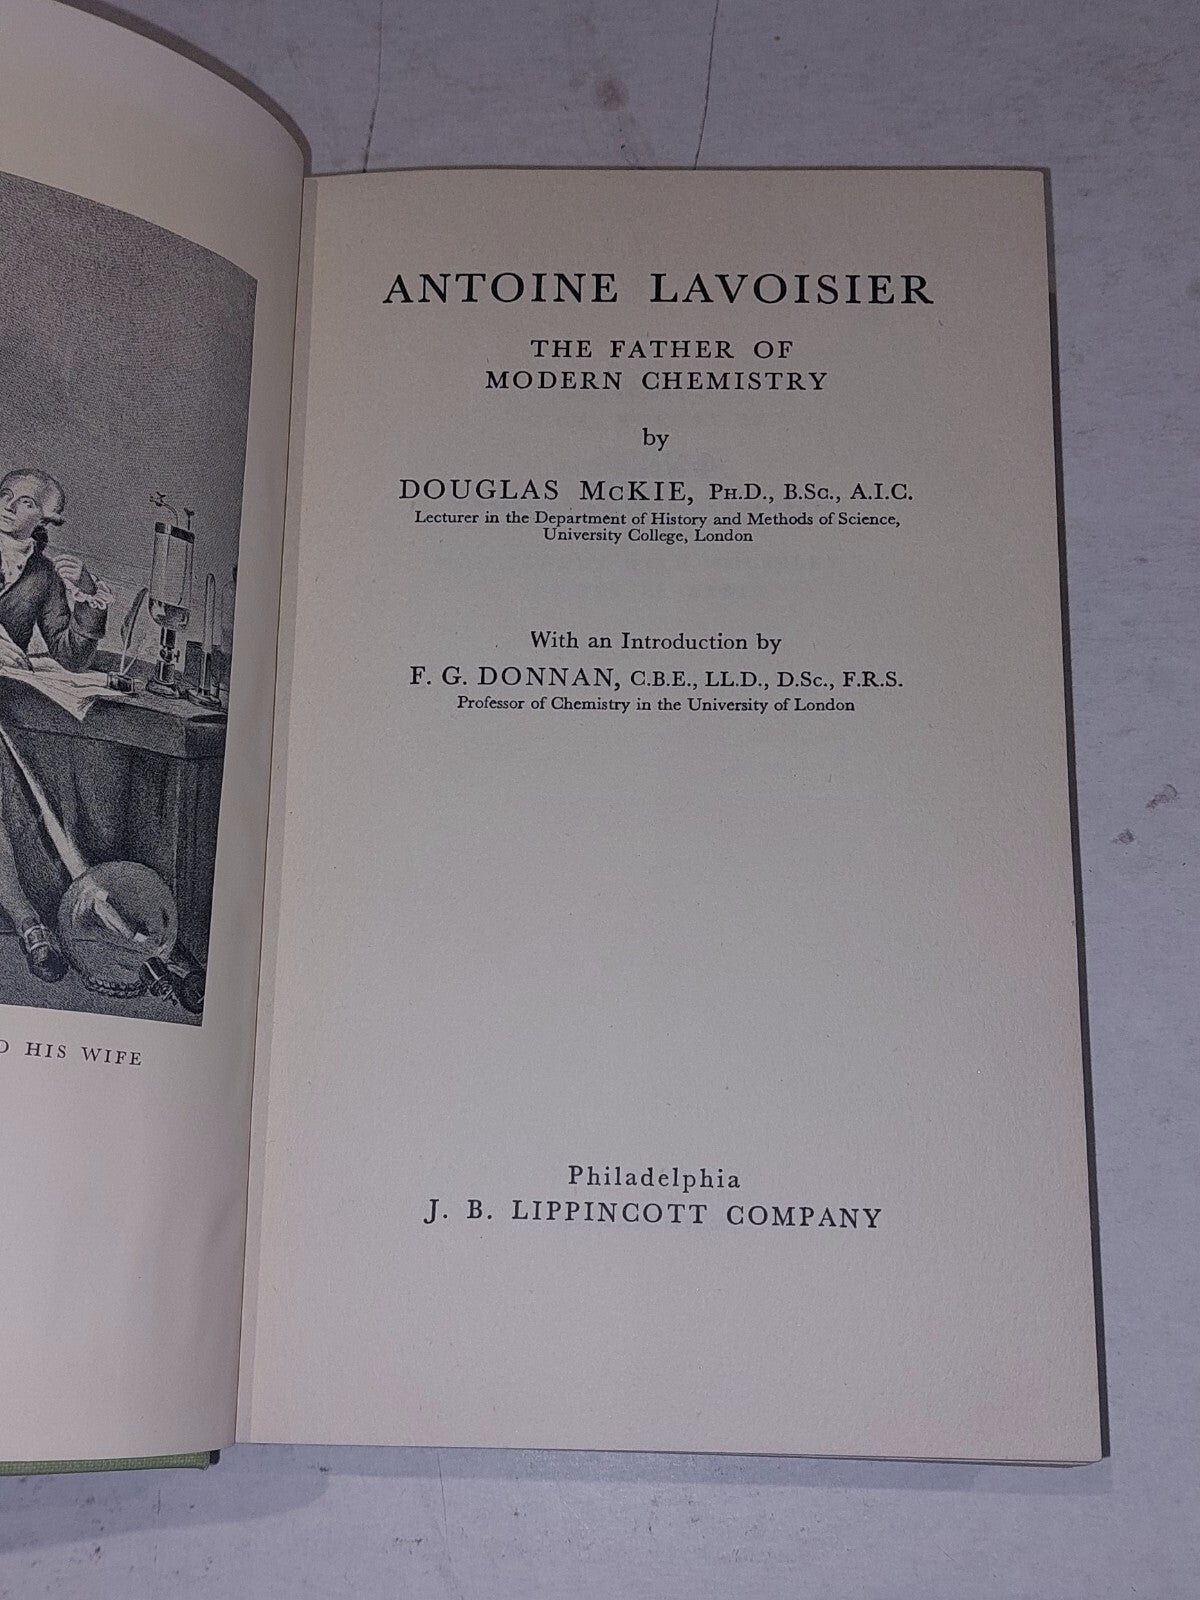 ANTOINE LAVOISIER
THE FATHER OF
MODERN CHEMISTRY
by
DOUGLAS McKIE, PH.D., B.Sc., A.I.C.
Lecturer in the Department of History and Methods of Science,
University College, London
With an Introduction by
F. G. DONNAN, C.B.E., LL.D., D.Sc., F.R.S.
Professor of Chemistry in the University of London
Philadelphia
J. B. LIPPINCOTT COMPANY
HIS WIFE